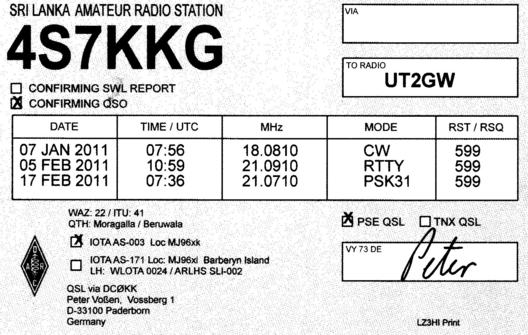 SRI LANKA AMATEUR RADIO STATION
4S7KKG
VIA
TO RADIO
UT2GW
CONFIRMING SWL REPORT
X CONFIRMING QSO
DATE TIME / UTC MHz MODE RST / RSQ
07 JAN 2011 07:56 18.0810 CW 599
05 FEB 2011 10:59 21.0910 RTTY 599
17 FEB 2011 07:36 21.0710 PSK31 599
WAZ: 22 / ITU: 41
QTH: Moragalla / Beruwala
X IOTA AS-003 Loc MJ96xk
IOTA AS-171 Loc: MJ96xl Barberyn Island
LH: WLOTA 0024 / ARLHS SLI-002
X PSE QSL TNX QSL
VY 73 DE
Peter
QSL via DCØKK
Peter Voßen, Vossberg 1
D-33100 Paderborn
Germany
LZ3HI Print